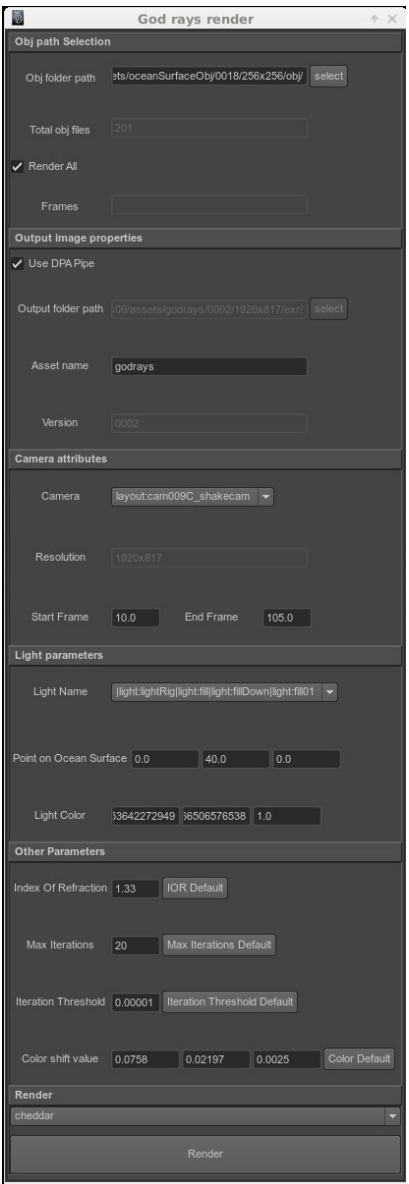 God rays render
Obj path Selection
Obj folder path ets/oceanSurfaceObj/0018/256x256/obj/ select
Total obj files 201
Render All
Frames
Output image properties
Use DPA Pipe
Output folder path 09/assets/godrays/0002/1920x817/exr/ select
Asset name godrays
Version 0002
Camera attributes
Camera layout:cam009C_shakecam
Resolution 1920x817
Start Frame 10.0 End Frame 105.0
Light parameters
Light Name |light:lightRig|light:fill|light:fillDown|light:fill01
Point on Ocean Surface 0.0 40.0 0.0
Light Color 53642272949 56506576538 1.0
Other Parameters
Index Of Refraction 1.33 IOR Default
Max Iterations 20 Max Iterations Default
Iteration Threshold 0.00001 Iteration Threshold Default
Color shift value 0.0758 0.02197 0.0025 Color Default
Render
cheddar
Render